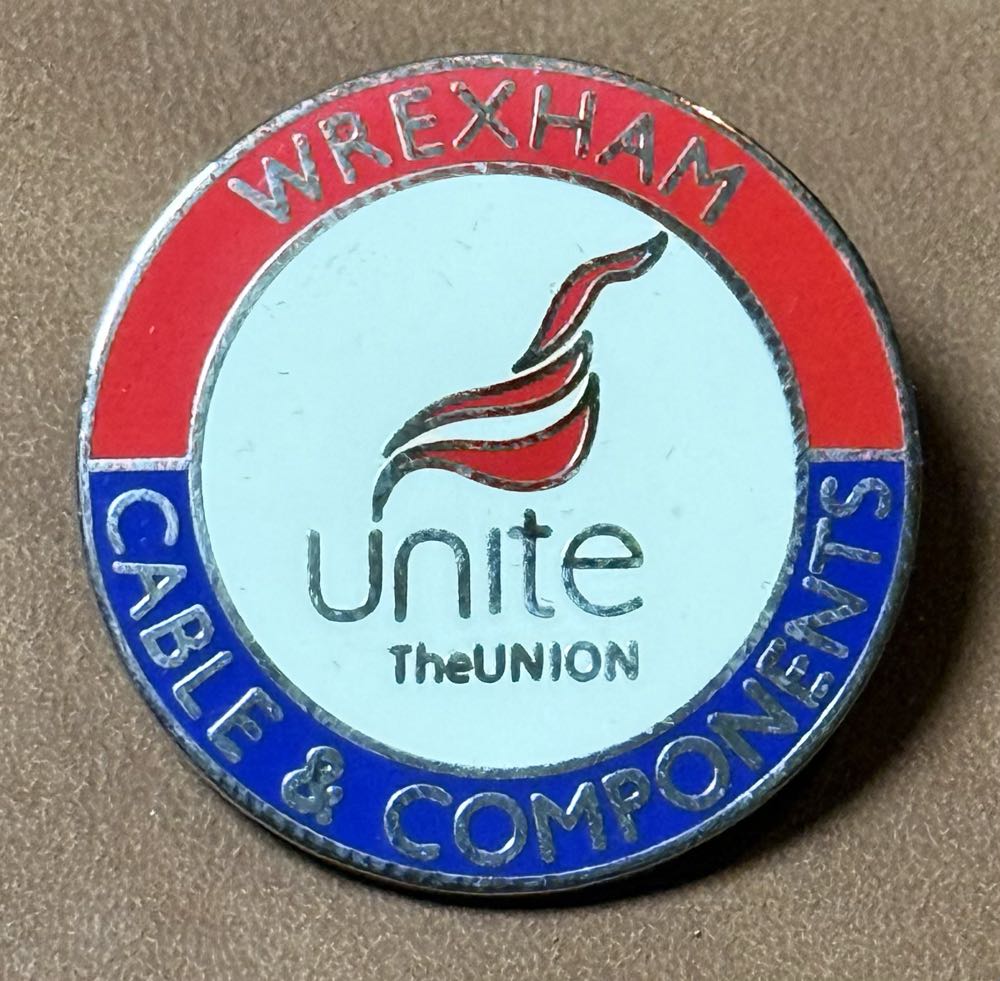 WREXHAM
unite
TheUNION
CABLE & COMPONENTS